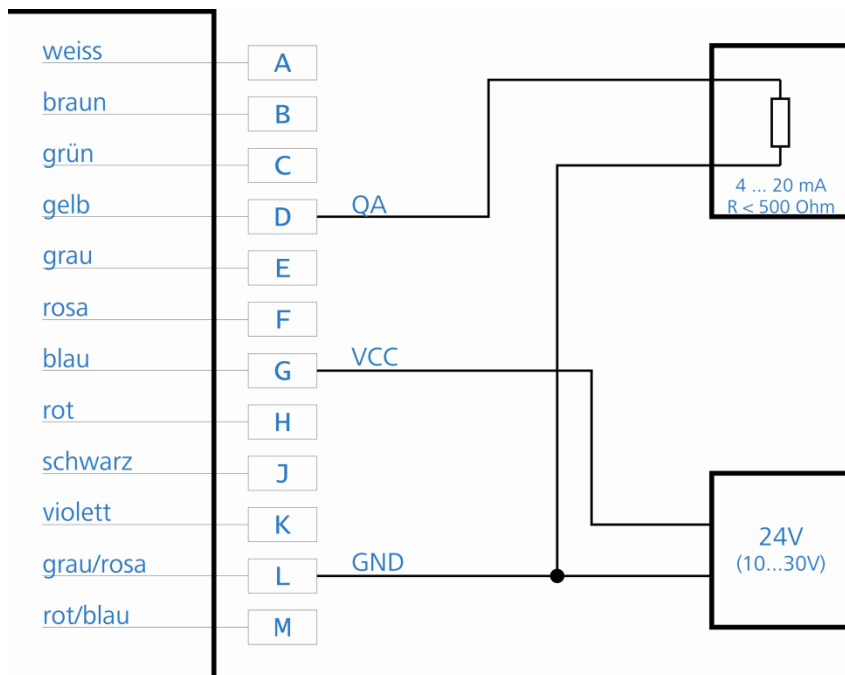 weiss A
braun B
grün C
gelb D QA
4 ... 20 mA
R < 500 Ohm
grau E
rosa F
blau G VCC
rot H
schwarz J
violett K
24V
(10...30V)
grau/rosa L GND
rot/blau M